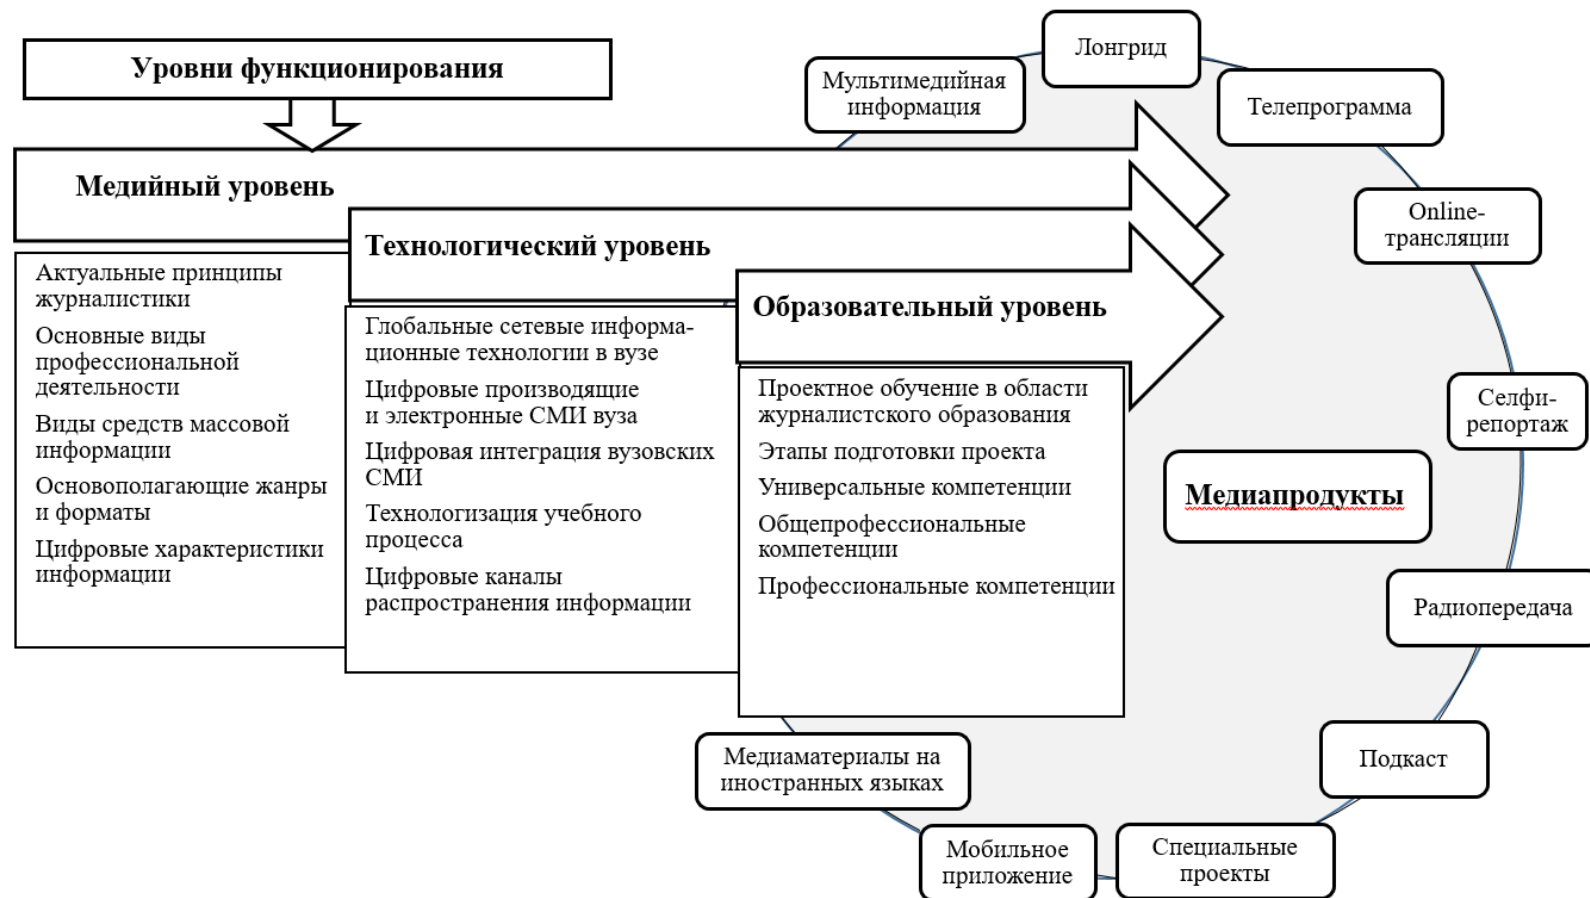 Уровни функционирования
Медийный уровень
Актуальные принципы
журналистики
Основные виды
профессиональной
деятельности
Виды средств массовой
информации
Основополагающие жанры
и форматы
Цифровые характеристики
информации
Технологический уровень
Глобальные сетевые информа-
ционные технологии в вузе
Цифровые производящие
и электронные СМИ вуза
Цифровая интеграция вузовских
СМИ
Технологизация учебного
процесса
Цифровые каналы
распространения информации
Образовательный уровень
Проектное обучение в области
журналистского образования
Этапы подготовки проекта
Универсальные компетенции
Общепрофессиональные
компетенции
Профессиональные компетенции
Медиапродукты
Мультимедийная
информация
Лонгрид
Телепрограмма
Online-
трансляции
Селфи-
репортаж
Радиопередача
Подкаст
Специальные
проекты
Мобильное
приложение
Медиаматериалы на
иностранных языках